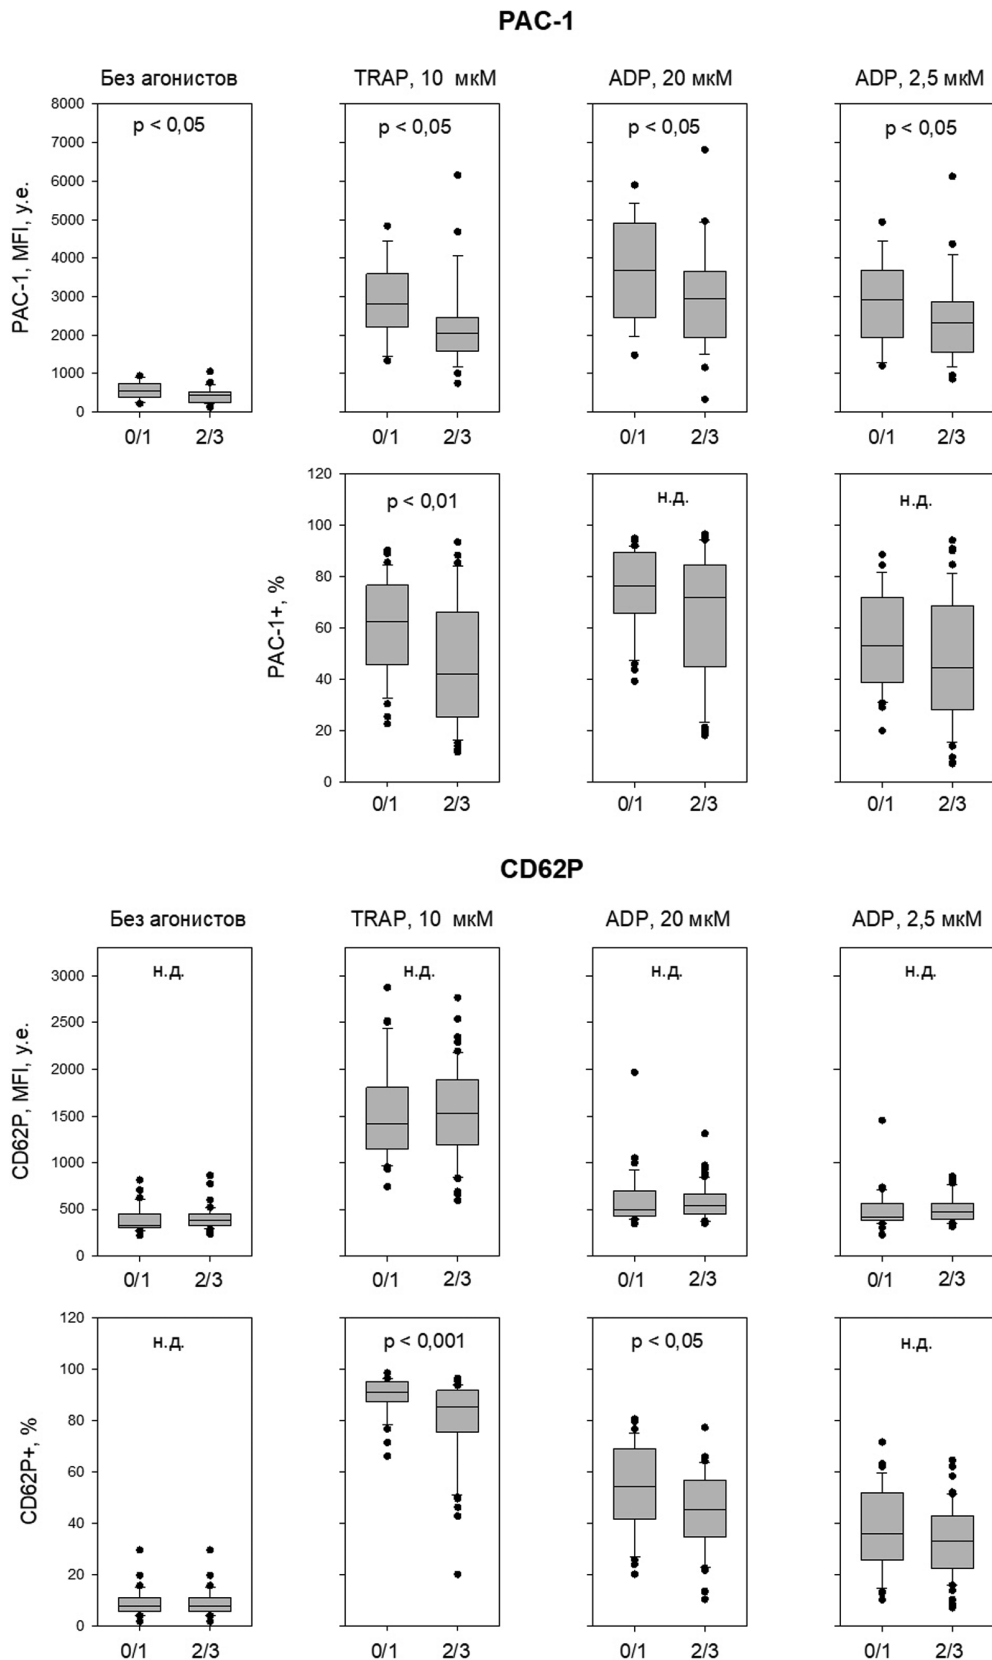 PAC-1
Без агонистов
TRAP, 10 мкМ
ADP, 20 мкМ
ADP, 2,5 мкМ
PAC-1, MFI, у.е.
8000
7000
6000
5000
4000
3000
2000
1000
0
p < 0,05
p < 0,05
p < 0,05
p < 0,05
0/1 2/3
0/1 2/3
0/1 2/3
0/1 2/3
PAC-1+, %
120
100
80
60
40
20
0
p < 0,01
н.д.
н.д.
0/1 2/3
0/1 2/3
0/1 2/3
CD62P
Без агонистов
TRAP, 10 мкМ
ADP, 20 мкМ
ADP, 2,5 мкМ
CD62P, MFI, у.е.
3000
2500
2000
1500
1000
500
0
н.д.
н.д.
н.д.
н.д.
0/1 2/3
0/1 2/3
0/1 2/3
0/1 2/3
CD62P+, %
120
100
80
60
40
20
0
н.д.
p < 0,001
p < 0,05
н.д.
0/1 2/3
0/1 2/3
0/1 2/3
0/1 2/3